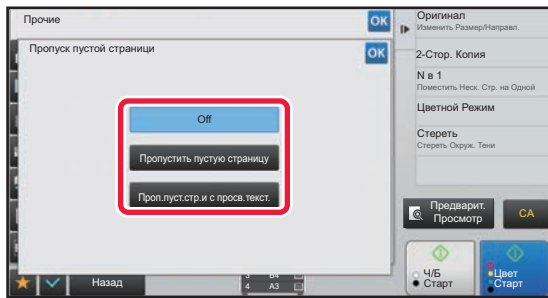 Прочие
OK
Пропуск пустой страницы
OK
Off
Пропустить пустую страницу
Проп.пуст.стр.и с просв.текст.
Назад
3 B4
4 A3
Оригинал
Изменить Размер/Направл.
2-Стор. Копия
N в 1
Поместить Неск. Стр. на Одной
Цветной Режим
Стереть
Стереть Окруж. Тени
Предварит.
Просмотр
CA
Ч/Б
Старт
Цвет
Старт